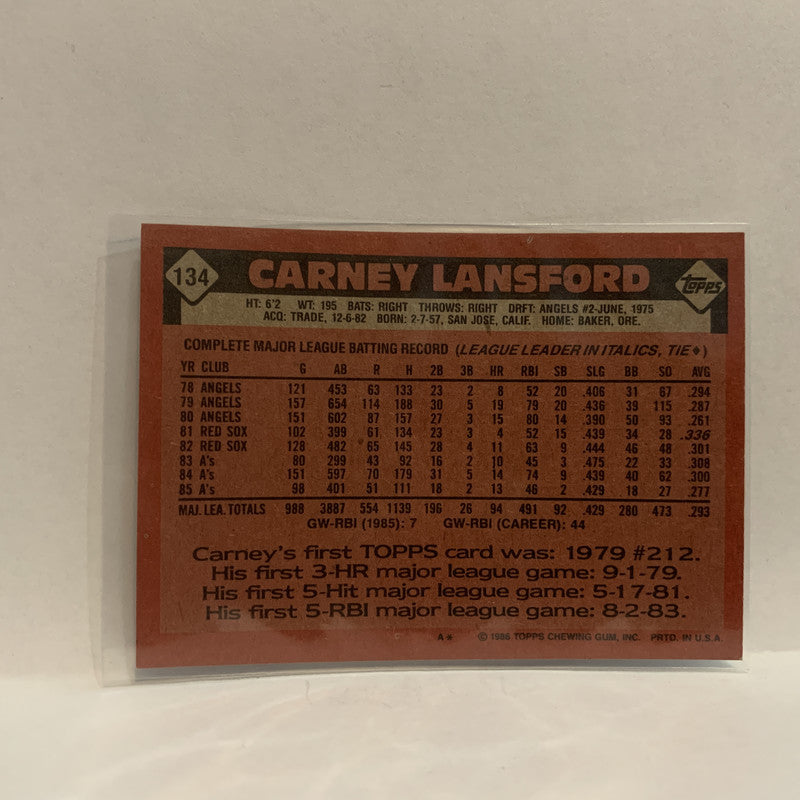 134 CARNEY LANSFORD topps
HT: 6'2 WT: 195 BATS: RIGHT THROWS: RIGHT DRFT: ANGELS #2-JUNE, 1975
ACQ: TRADE, 12-6-82 BORN: 2-7-57, SAN JOSE, CALIF. HOME: BAKER, ORE.
COMPLETE MAJOR LEAGUE BATTING RECORD (LEAGUE LEADER IN ITALICS, TIE♦)
YR CLUB G AB R H 2B 3B HR RBI SB SLG BB SO AVG
78 ANGELS 121 453 63 133 23 2 8 52 20 .406 31 67 .294
79 ANGELS 157 654 114 188 30 5 19 79 20 .436 39 115 .287
80 ANGELS 151 602 87 157 27 3 15 80 14 .390 50 93 .261
81 RED SOX 102 399 61 134 23 3 4 52 15 .439 34 28 .336
82 RED SOX 128 482 65 145 28 4 11 63 9 .444 46 48 .301
83 A's 80 299 43 92 16 2 10 45 3 .475 22 33 .308
84 A's 151 597 70 179 31 5 14 74 9 .439 40 62 .300
85 A's 98 401 51 111 18 2 13 46 2 .429 18 27 .277
MAJ. LEA. TOTALS 988 3887 554 1139 196 26 94 491 92 .429 280 473 .293
GW-RBI (1985): 7 GW-RBI (CAREER): 44
Carney's first TOPPS card was: 1979 #212.
His first 3-HR major league game: 9-1-79.
His first 5-Hit major league game: 5-17-81.
His first 5-RBI major league game: 8-2-83.
A* © 1986 TOPPS CHEWING GUM, INC. PRTD. IN U.S.A.